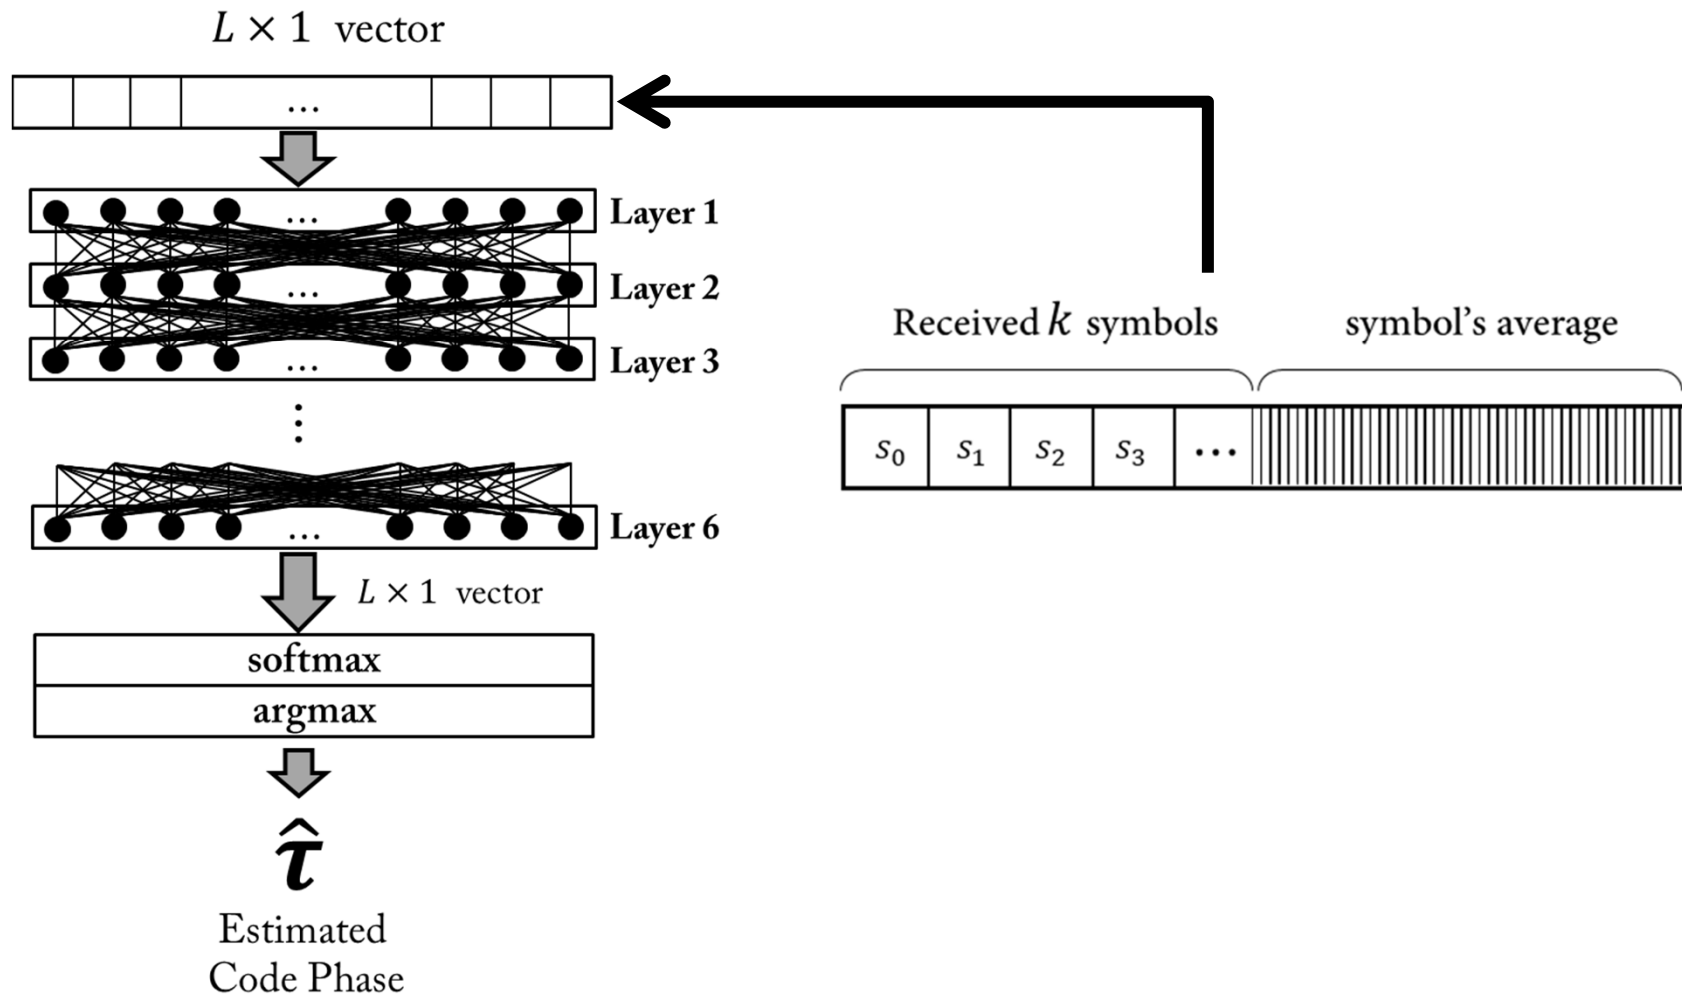 L × 1 vector
...
Layer 1
...
Layer 2
...
Layer 3
...
⋮
Layer 6
...
L × 1 vector
softmax
argmax
τ̂
Estimated
Code Phase
Received k symbols
symbol's average
s₀ s₁ s₂ s₃ ...